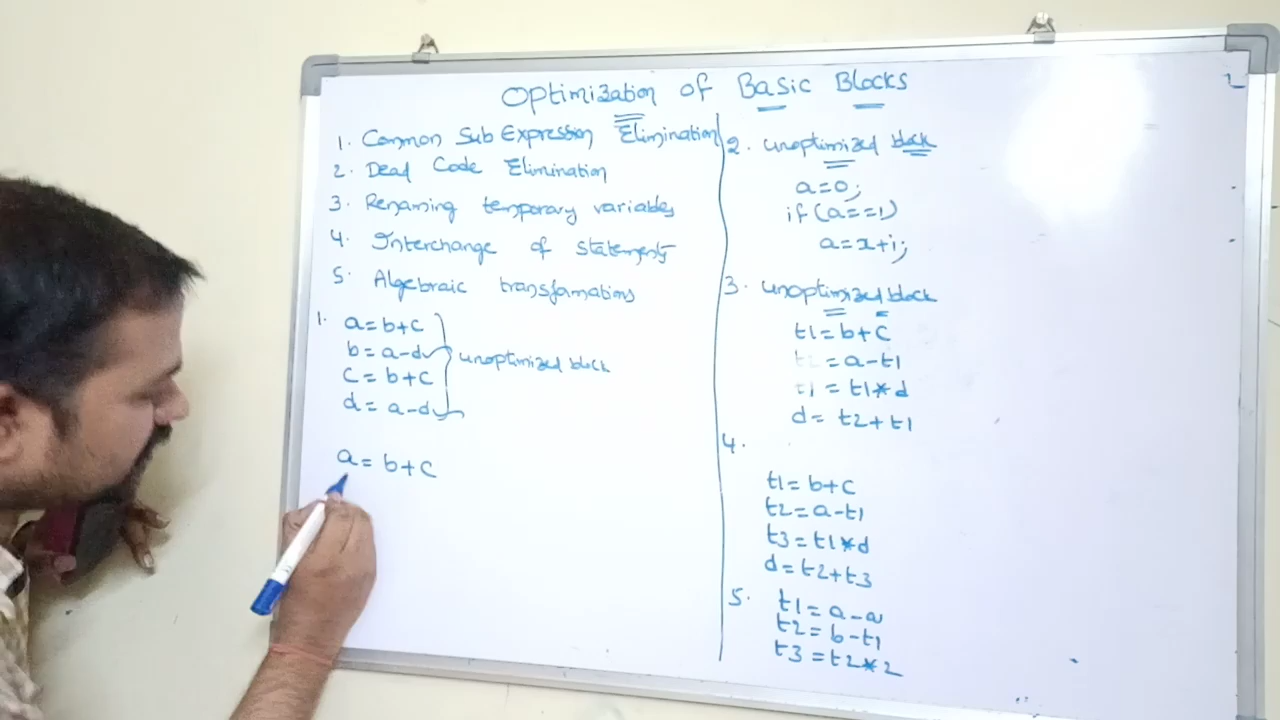 Optimization of Basic Blocks
1. Common Sub Expression Elimination
2. Dead Code Elimination
3. Renaming temporary variables
4. Interchange of statements
5. Algebraic transformations
1. a=b+c
b=a-d
c=b+c
d=a-d
unoptimized block
a=b+c
2. unoptimized block
a=0;
if(a==1)
a=x+i;
3. unoptimized block
t1=b+c
t2=a-t1
t1=t1*d
d=t2+t1
4.
t1=b+c
t2=a-t1
t3=t1*d
d=t2+t3
5. t1=a-a
t2=b-t1
t3=t2*2